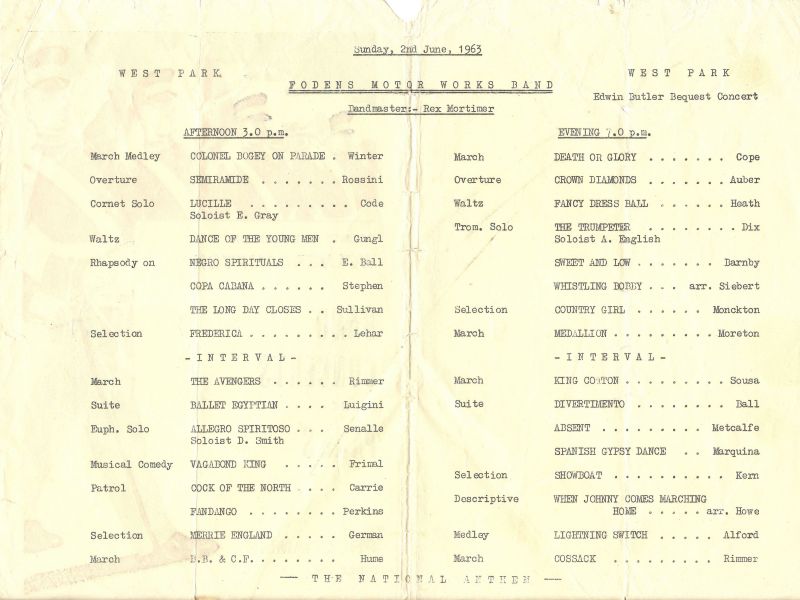 Sunday, 2nd June, 1963
WEST PARK
WEST PARK
FODENS MOTOR WORKS BAND
Edwin Butler Bequest Concert
Bandmaster:- Rex Mortimer
AFTERNOON 3.0 p.m.
March Medley COLONEL BOGEY ON PARADE . Winter
Overture SEMIRAMIDE . . . . . . . Rossini
Cornet Solo LUCILLE . . . . . . . . . Code
Soloist E. Gray
Waltz DANCE OF THE YOUNG MEN . Gungl
Rhapsody on NEGRO SPIRITUALS . . . E. Ball
COPA CABANA . . . . . . Stephen
THE LONG DAY CLOSES . . Sullivan
Selection FREDERICA . . . . . . . . . Lehar
- I N T E R V A L -
March THE AVENGERS . . . . . . Rimmer
Suite BALLET EGYPTIAN . . . . Luigini
Euph. Solo ALLEGRO SPIRITOSO . . . Senalle
Soloist D. Smith
Musical Comedy VAGABOND KING . . . . . Frimal
Patrol COCK OF THE NORTH . . . . Carrie
FANDANGO . . . . . Perkins
Selection MERRIE ENGLAND . . . . German
March B.B. & C.F. . . . . . . . . Hume
EVENING 7.0 p.m.
March DEATH OR GLORY . . . . . . . Cope
Overture CROWN DIAMONDS . . . . . . . Auber
Waltz FANCY DRESS BALL . . . . . . Heath
Trom. Solo THE TRUMPETER . . . . . . . . Dix
Soloist A. English
SWEET AND LOW . . . . . . . . Barnby
WHISTLING BOBBY . . . arr. Siebert
Selection COUNTRY GIRL . . . . . . Monckton
March MEDALLION . . . . . . . . . Moreton
- I N T E R V A L -
March KING COTTON . . . . . . . . . Sousa
Suite DIVERTIMENTO . . . . . . . . Ball
ABSENT . . . . . . . . . Metcalfe
SPANISH GYPSY DANCE . . Marquina
Selection SHOWBOAT . . . . . . . . . . Kern
Descriptive WHEN JOHNNY COMES MARCHING
HOME . . . . . arr. Howe
Medley LIGHTNING SWITCH . . . . . Alford
March COSSACK . . . . . . . . . . Rimmer
— T H E N A T I O N A L A N T H E M —